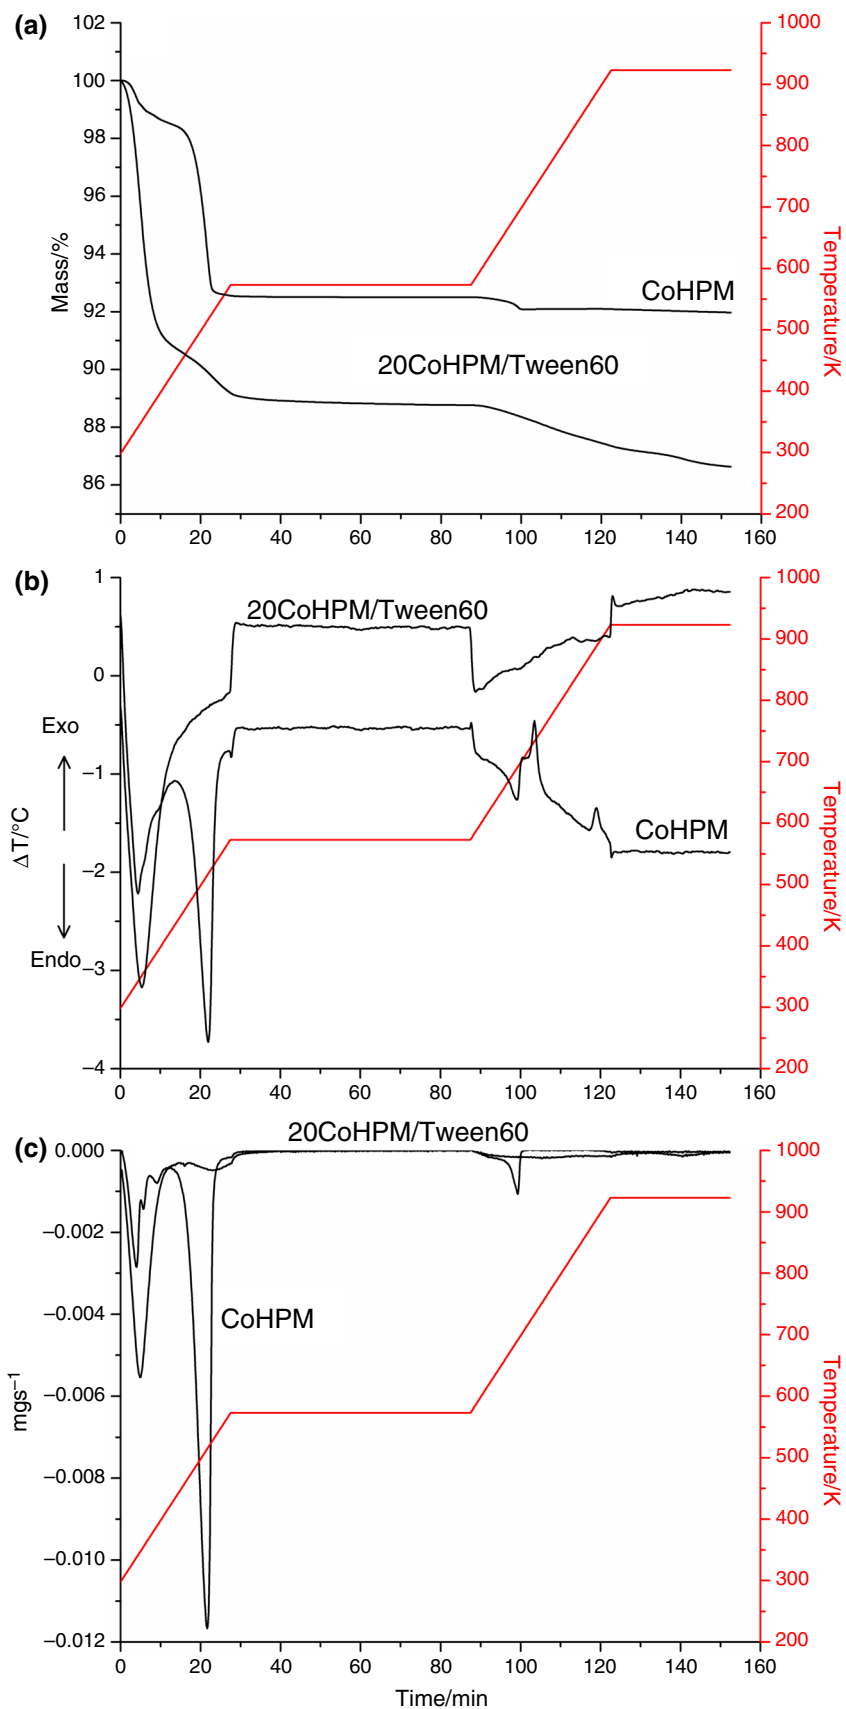 (a)
102
100
98
96
94
92
90
88
86
Mass/%
0 20 40 60 80 100 120 140 160
1000
900
800
700
600
500
400
300
200
Temperature/K
CoHPM
20CoHPM/Tween60
(b)
1
0
−1
−2
−3
−4
Exo
ΔT/°C
Endo
20CoHPM/Tween60
CoHPM
0 20 40 60 80 100 120 140 160
1000
900
800
700
600
500
400
300
200
Temperature/K
(c)
20CoHPM/Tween60
0.000
−0.002
−0.004
−0.006
−0.008
−0.010
−0.012
mgs⁻¹
CoHPM
1000
900
800
700
600
500
400
300
200
Temperature/K
0 20 40 60 80 100 120 140 160
Time/min